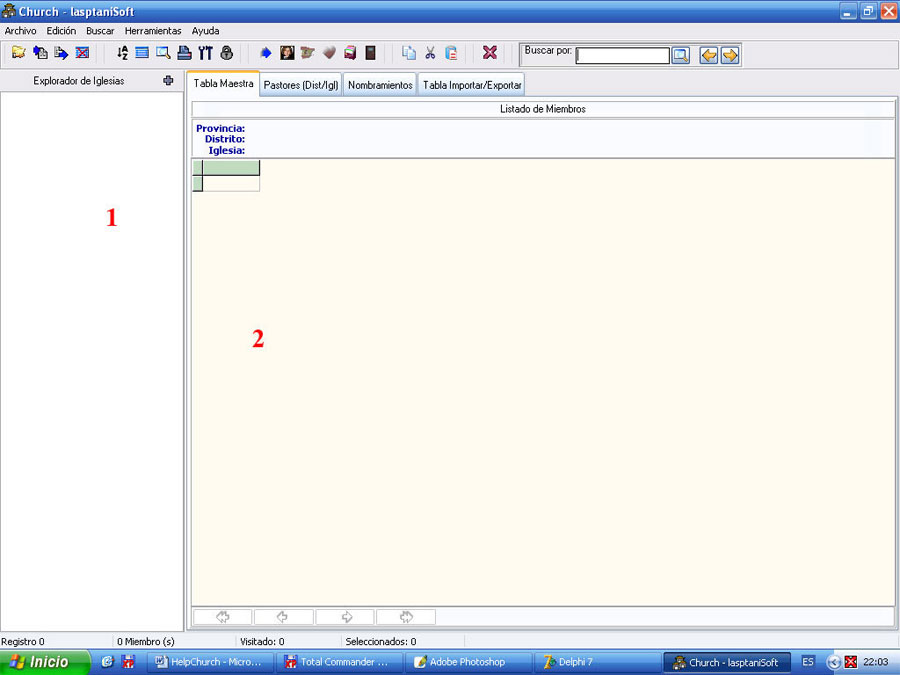 Church - IasptaniSoft
Archivo Edición Buscar Herramientas Ayuda
Buscar por:
Explorador de Iglesias
Tabla Maestra Pastores (Dist/Igl) Nombramientos Tabla Importar/Exportar
Listado de Miembros
Provincia:
Distrito:
Iglesia:
1
2
Registro 0 0 Miembro (s) Visitado: 0 Seleccionados: 0
Inicio HelpChurch - Micro... Total Commander ... Adobe Photoshop Delphi 7 Church - IasptaniSoft ES 22:03